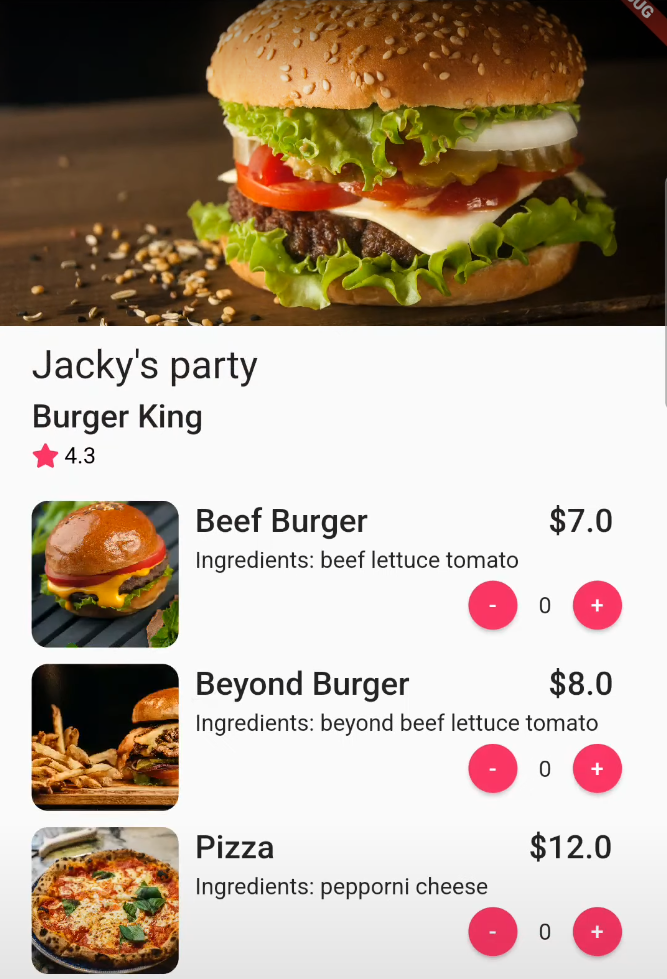 Jacky's party
Burger King
4.3
Beef Burger $7.0
Ingredients: beef lettuce tomato
- 0 +
Beyond Burger $8.0
Ingredients: beyond beef lettuce tomato
- 0 +
Pizza $12.0
Ingredients: pepporni cheese
- 0 +